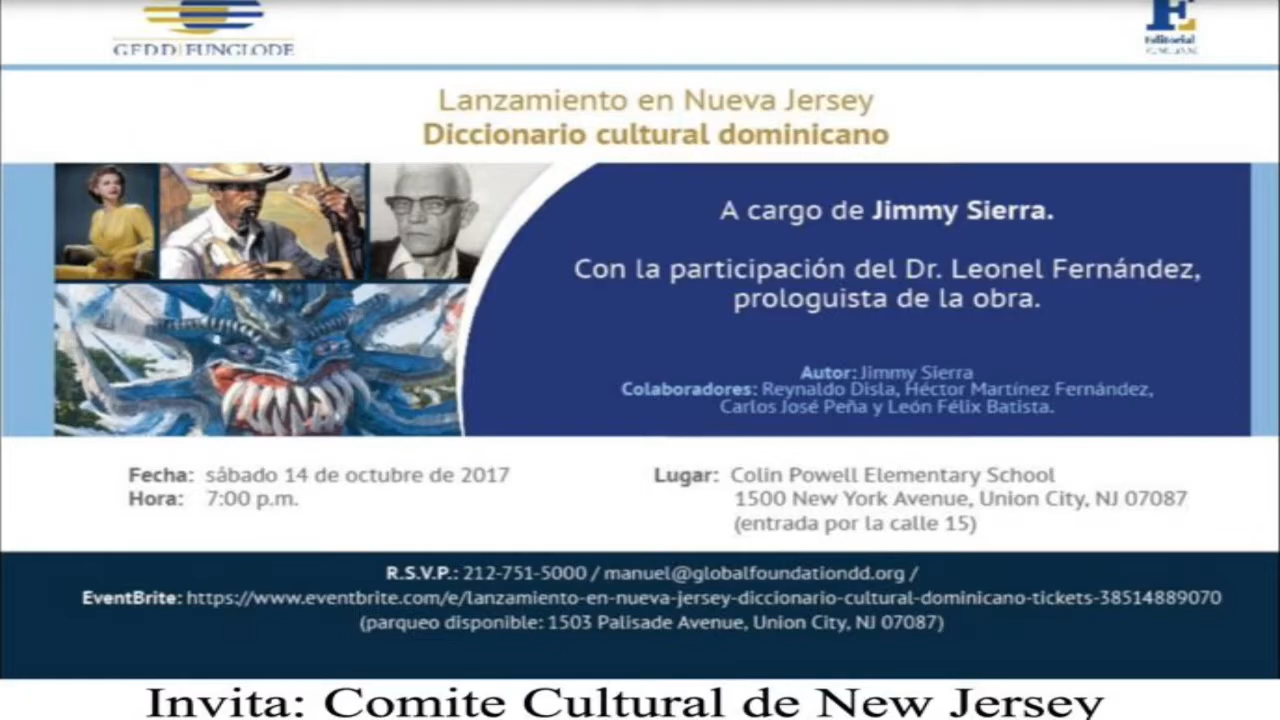 GFDD | FUNGLODE
Editorial
Lanzamiento en Nueva Jersey
Diccionario cultural dominicano
A cargo de Jimmy Sierra.
Con la participación del Dr. Leonel Fernández,
prologuista de la obra.
Autor: Jimmy Sierra
Colaboradores: Reynaldo Disla, Héctor Martínez Fernández,
Carlos José Peña y León Félix Batista.
Fecha: sábado 14 de octubre de 2017
Hora: 7:00 p.m.
Lugar: Colin Powell Elementary School
1500 New York Avenue, Union City, NJ 07087
(entrada por la calle 15)
R.S.V.P.: 212-751-5000 / manuel@globalfoundationdd.org /
EventBrite: https://www.eventbrite.com/e/lanzamiento-en-nueva-jersey-diccionario-cultural-dominicano-tickets-38514889070
(parqueo disponible: 1503 Palisade Avenue, Union City, NJ 07087)
Invita: Comite Cultural de New Jersey